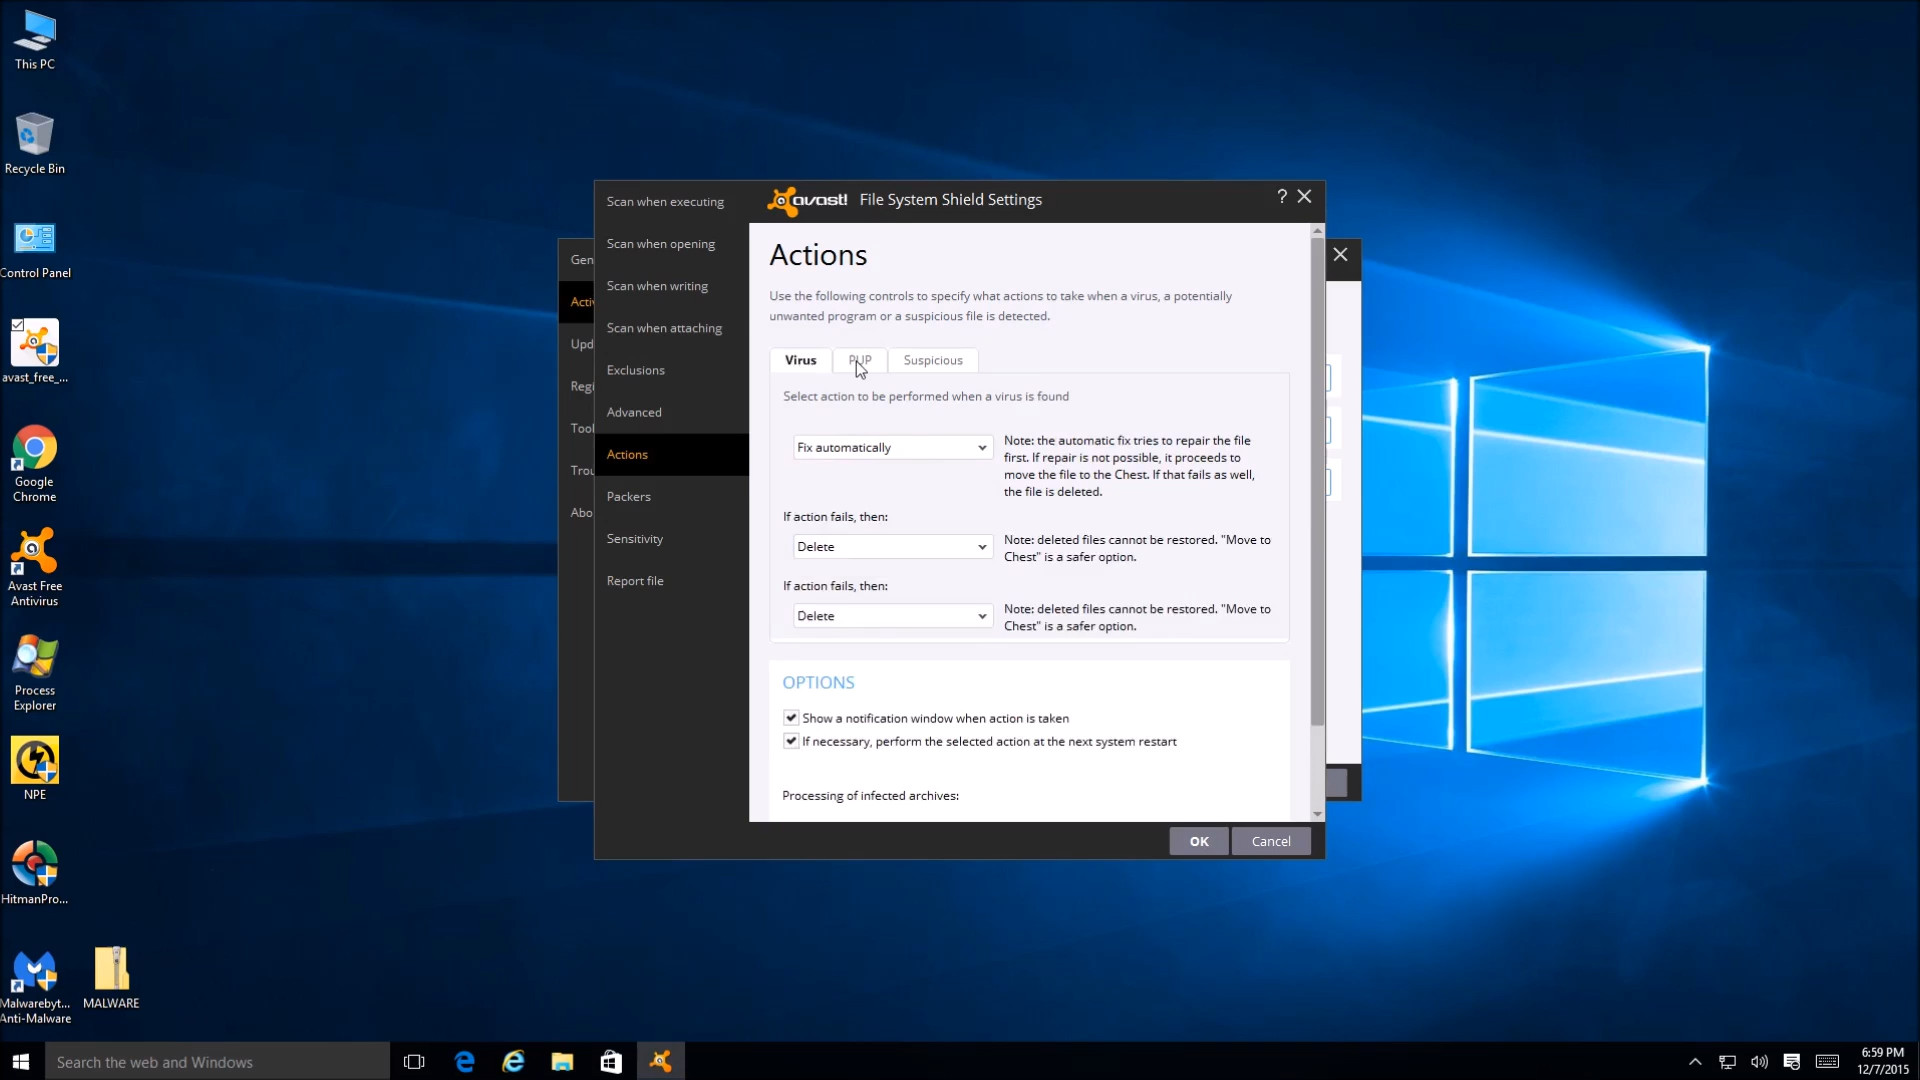 This PC
Recycle Bin
Control Panel
avast_free_...
Google
Chrome
Avast Free
Antivirus
Process
Explorer
NPE
HitmanPro...
Malwarebyt...
Anti-Malware
MALWARE
Gen
Acti
Upd
Regi
Tool
Trou
Abo
Scan when executing
Scan when opening
Scan when writing
Scan when attaching
Exclusions
Advanced
Actions
Packers
Sensitivity
Report file
avast! File System Shield Settings
?
Actions
Use the following controls to specify what actions to take when a virus, a potentially
unwanted program or a suspicious file is detected.
Virus PUP Suspicious
Select action to be performed when a virus is found
Fix automatically
Note: the automatic fix tries to repair the file
first. If repair is not possible, it proceeds to
move the file to the Chest. If that fails as well,
the file is deleted.
If action fails, then:
Delete
Note: deleted files cannot be restored. "Move to
Chest" is a safer option.
If action fails, then:
Delete
Note: deleted files cannot be restored. "Move to
Chest" is a safer option.
OPTIONS
Show a notification window when action is taken
If necessary, perform the selected action at the next system restart
Processing of infected archives:
OK Cancel
Search the web and Windows
6:59 PM
12/7/2015